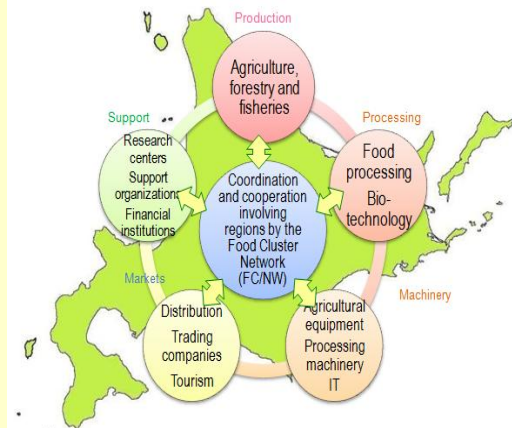 Production
Agriculture,
forestry and
fisheries
Support
Research
centers
Support
organizations
Financial
institutions
Processing
Food
processing
Bio-
technology
Coordination
and cooperation
involving
regions by the
Food Cluster
Network
(FC/NW)
Markets
Distribution
Trading
companies
Tourism
Machinery
Agricultural
equipment
Processing
machinery
IT